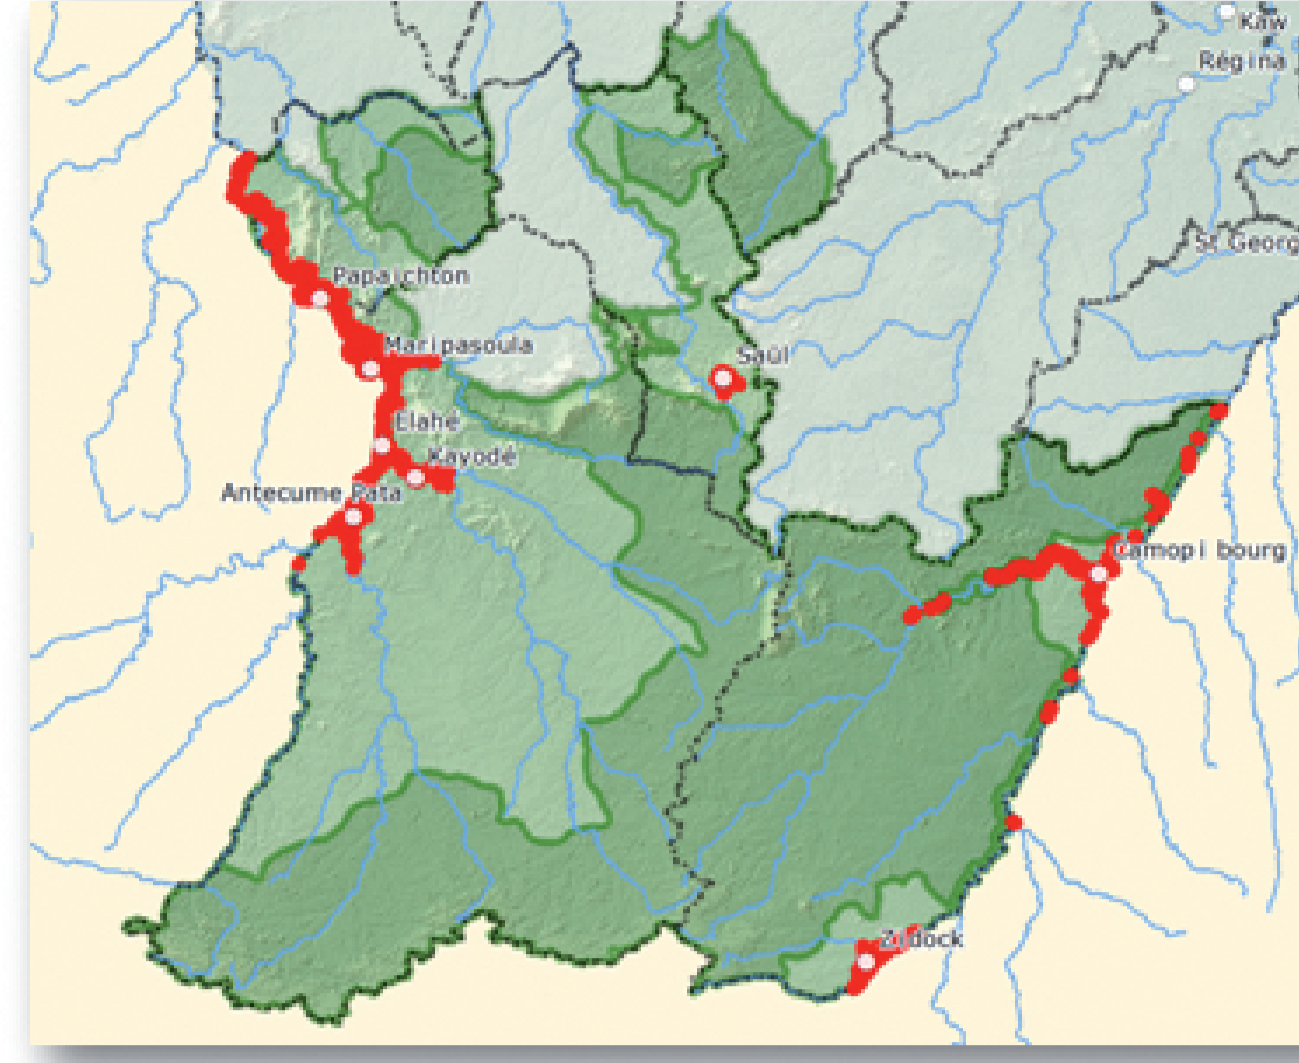 Kaw
Régina
St Georg
Papaichton
Maripasoula
Saül
Elahé
Kayodé
Antecume Pata
Camopi bourg
Zidock